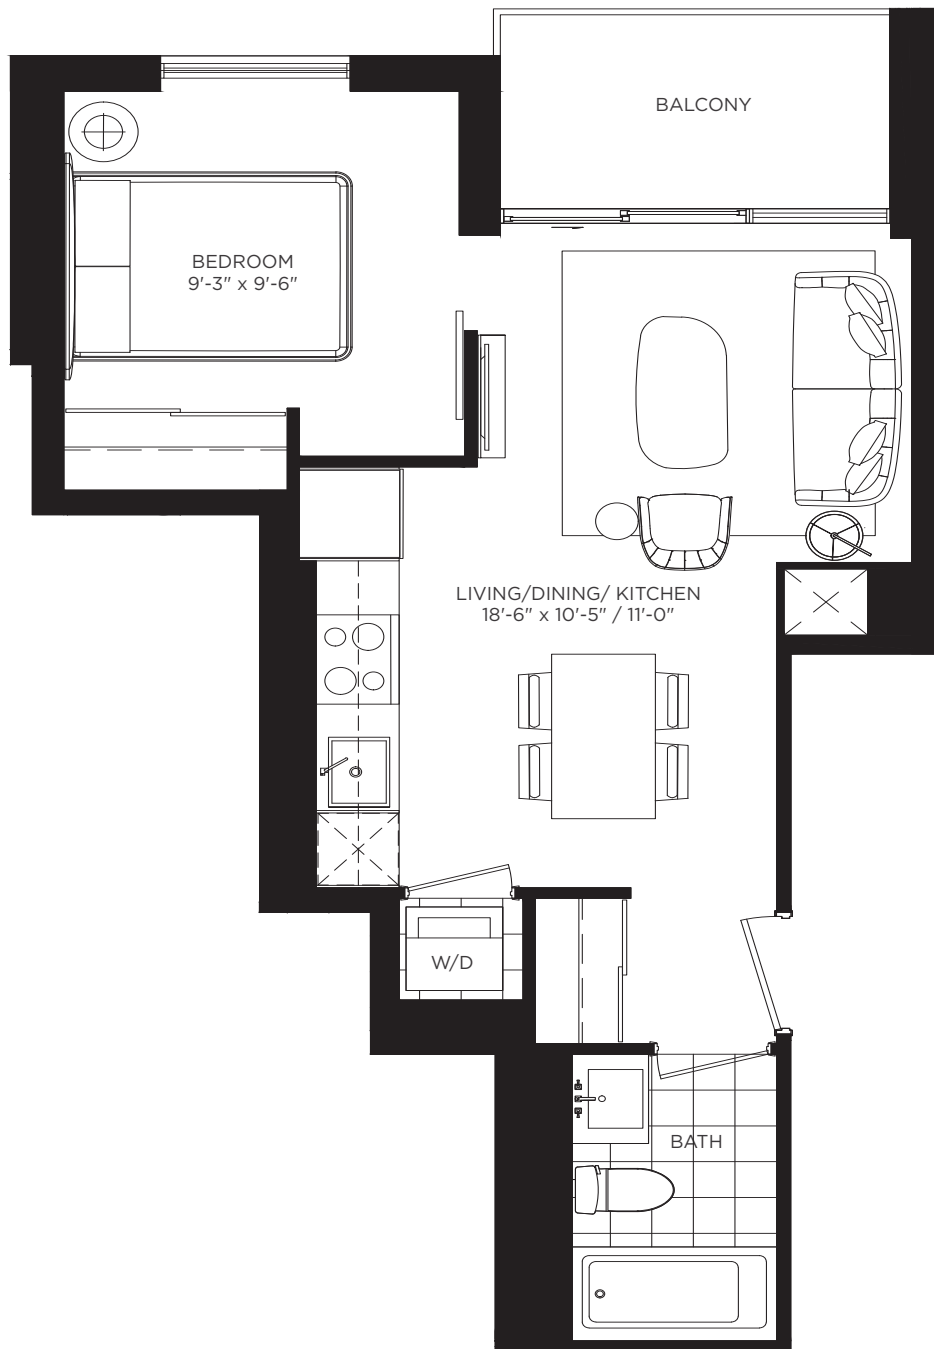 BALCONY
BEDROOM
9'-3" x 9'-6"
LIVING/DINING/ KITCHEN
18'-6" x 10'-5" / 11'-0"
W/D
BATH